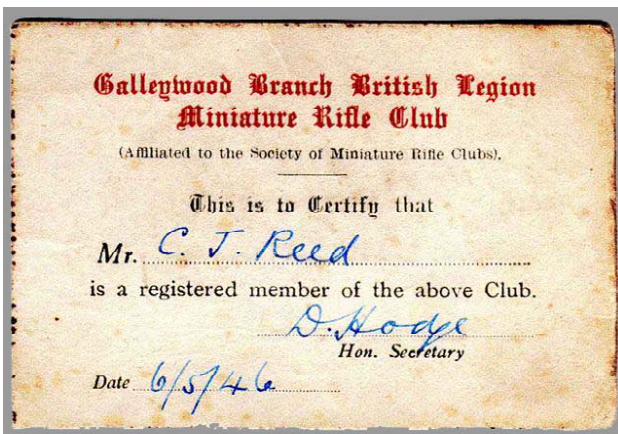 Galleywood Branch British Legion
Miniature Rifle Club
(Affiliated to the Society of Miniature Rifle Clubs).
This is to Certify that
Mr. C. J. Reed
is a registered member of the above Club.
D. Hodge
Hon. Secretary
Date 6/5/46